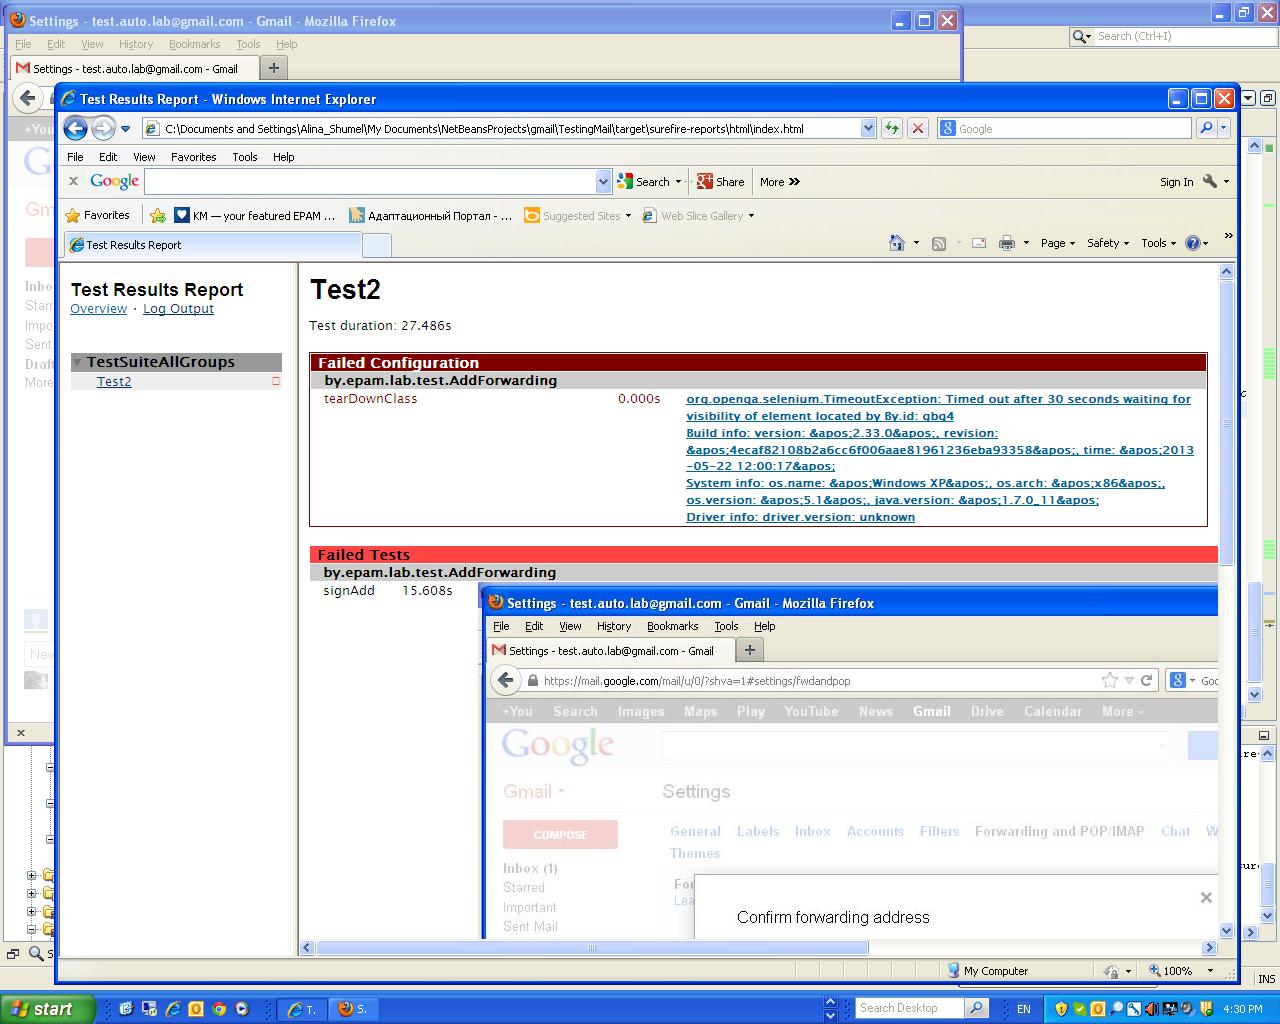 Settings - test.auto.lab@gmail.com - Gmail - Mozilla Firefox
File Edit View History Bookmarks Tools Help
Search (Ctrl+I)
Settings - test.auto.lab@gmail.com - Gmail
Test Results Report - Windows Internet Explorer
C:\Documents and Settings\Alina_Shumel\My Documents\NetBeansProjects\gmail\TestingMail\target\surefire-reports\html\index.html
Google
+You
File Edit View Favorites Tools Help
x Google Search Share More » Sign In
Favorites KM — your featured EPAM ... Адаптационный Портал - ... Suggested Sites Web Slice Gallery
Test Results Report
Page Safety Tools
Test Results Report
Overview · Log Output
TestSuiteAllGroups
Test2
Inbo
Starr
Impo
Sent
Draft
More
New
Test2
Test duration: 27.486s
Failed Configuration
by.epam.lab.test.AddForwarding
tearDownClass 0.000s org.openqa.selenium.TimeoutException: Timed out after 30 seconds waiting for
visibility of element located by By.id: gbg4
Build info: version: &apos;2.33.0&apos;, revision:
&apos;4ecaf82108b2a6cc6f006aae81961236eba93358&apos;, time: &apos;2013
-05-22 12:00:17&apos;
System info: os.name: &apos;Windows XP&apos;, os.arch: &apos;x86&apos;,
os.version: &apos;5.1&apos;, java.version: &apos;1.7.0_11&apos;
Driver info: driver.version: unknown
Failed Tests
by.epam.lab.test.AddForwarding
signAdd 15.608s
Settings - test.auto.lab@gmail.com - Gmail - Mozilla Firefox
File Edit View History Bookmarks Tools Help
Settings - test.auto.lab@gmail.com - Gmail
https://mail.google.com/mail/u/0/?shva=1#settings/fwdandpop
Goo
+You Search Images Maps Play YouTube News Gmail Drive Calendar More
Google
Gmail
Settings
COMPOSE
General Labels Inbox Accounts Filters Forwarding and POP/IMAP Chat W
Themes
Inbox (1)
Starred
Important
Sent Mail
For
Lea
Confirm forwarding address
My Computer
100%
INS
start
T.
S.
Search Desktop
EN
4:30 PM